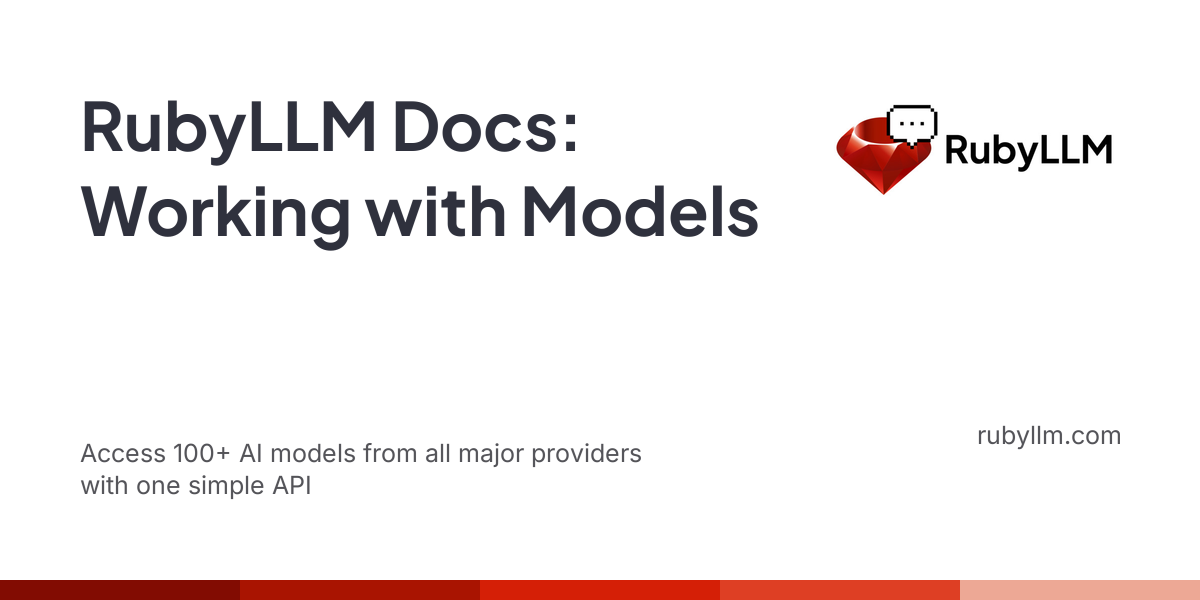 RubyLLM Docs:
Working with Models
RubyLLM
Access 100+ AI models from all major providers
with one simple API
rubyllm.com